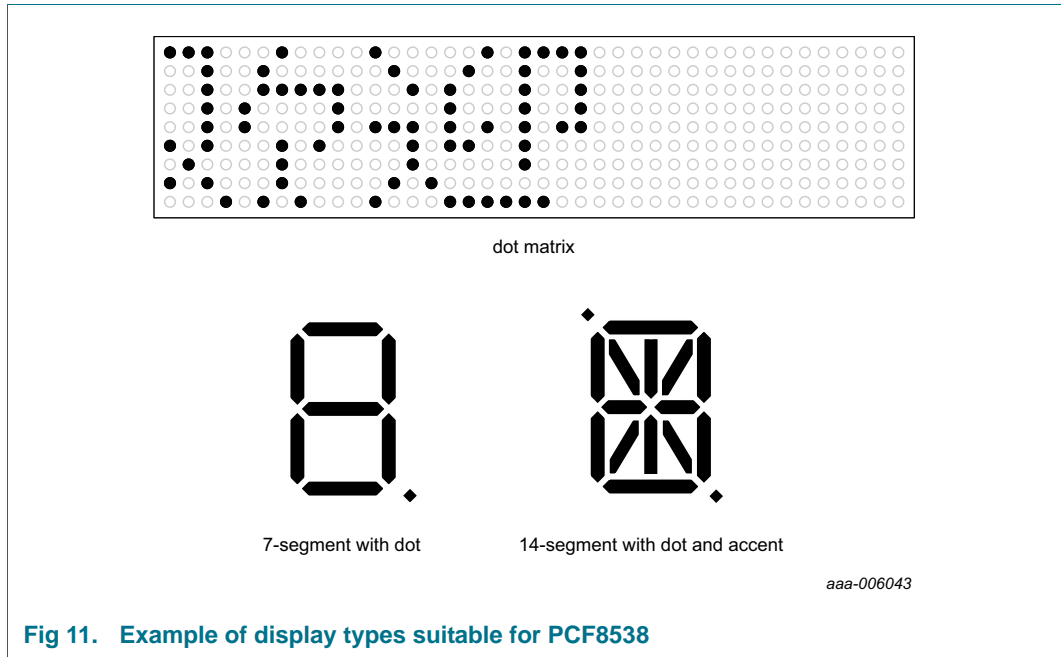 dot matrix
7-segment with dot
14-segment with dot and accent
aaa-006043
Fig 11. Example of display types suitable for PCF8538